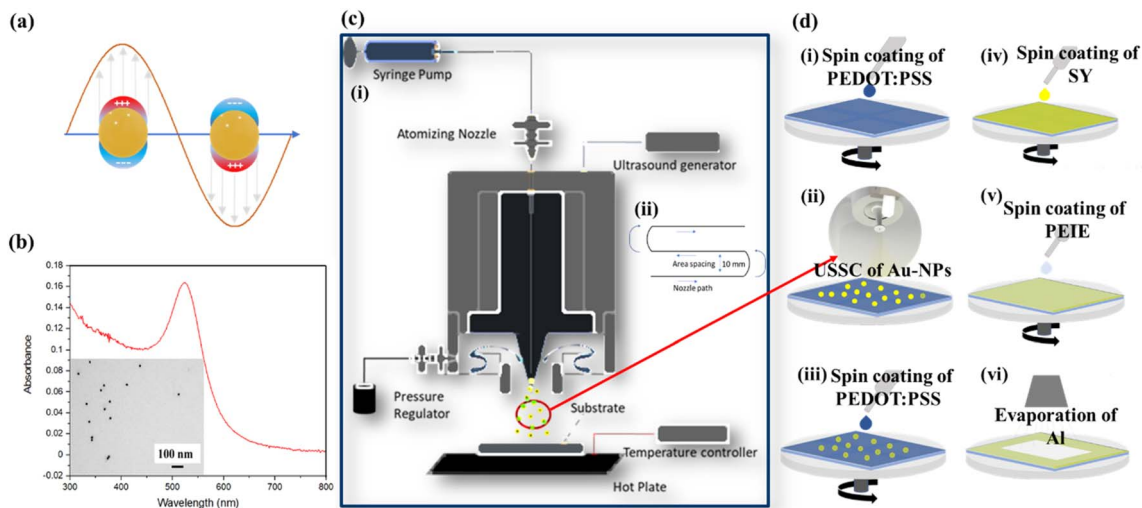 (a)
+++
---
---
+++
(b)
0.18
0.16
0.14
0.12
0.1
0.08
0.06
0.04
0.02
0
-0.02
Absorbance
100 nm
300
400
500
600
700
800
Wavelength (nm)
(c)
(i)
Syringe Pump
Atomizing Nozzle
Ultrasound generator
(ii)
Area spacing
10 mm
Nozzle path
Pressure
Regulator
Substrate
Temperature controller
Hot Plate
(d)
(i) Spin coating of
PEDOT:PSS
(ii)
USSC of Au-NPs
(iii) Spin coating of
PEDOT:PSS
(iv) Spin coating of
SY
(v)
Spin coating of
PEIE
(vi)
Evaporation of
Al